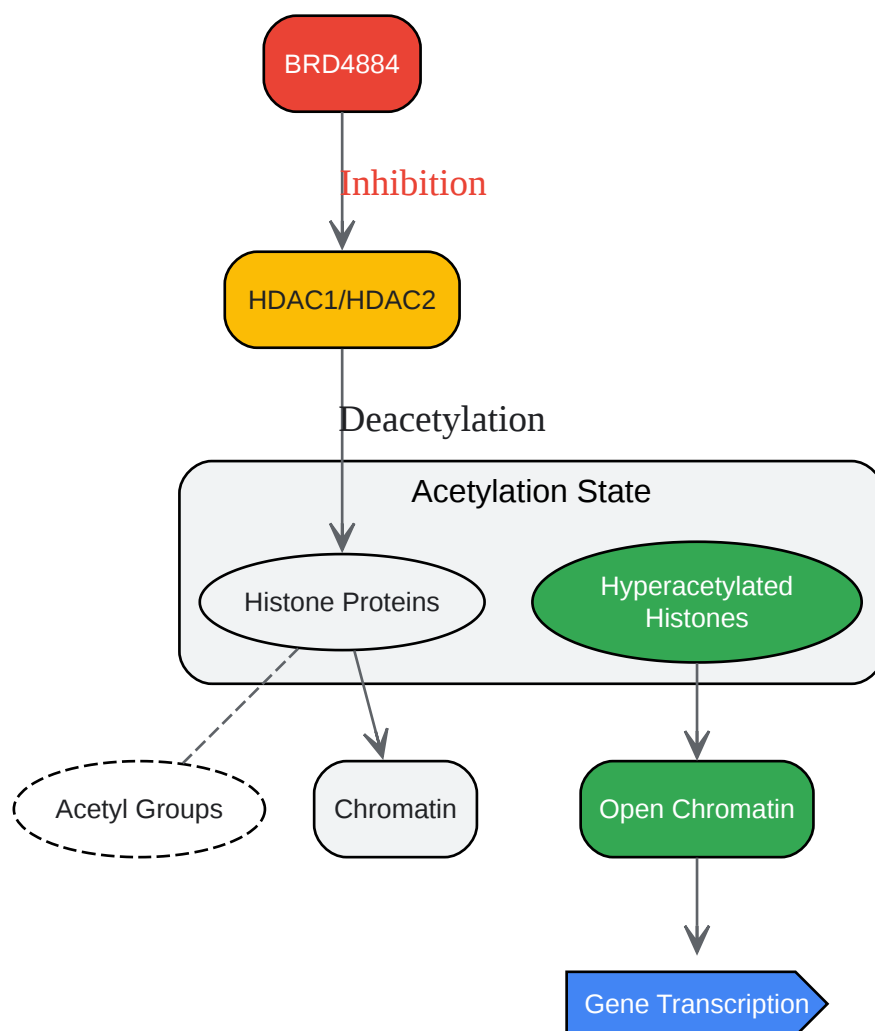 BRD4884
Inhibition
HDAC1/HDAC2
Deacetylation
Acetylation State
Histone Proteins
Hyperacetylated
Histones
Acetyl Groups
Chromatin
Open Chromatin
Gene Transcription